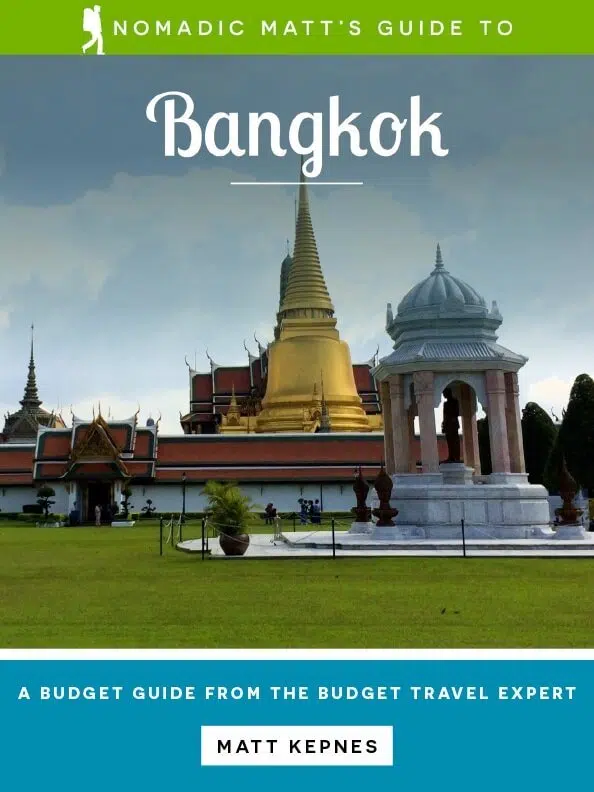 NOMADIC MATT'S GUIDE TO
Bangkok
A BUDGET GUIDE FROM THE BUDGET TRAVEL EXPERT
MATT KEPNES